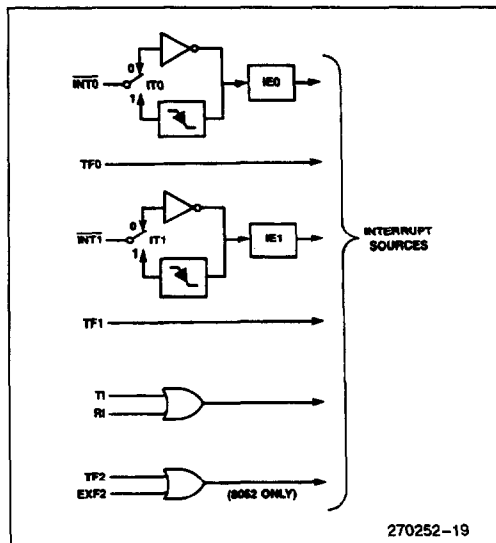 0
INT0
IT0
IE0
1
TF0
0
INT1
IT1
IE1
1
INTERRUPT
SOURCES
TF1
TI
RI
TF2
EXF2
(8052 ONLY)
270252-19